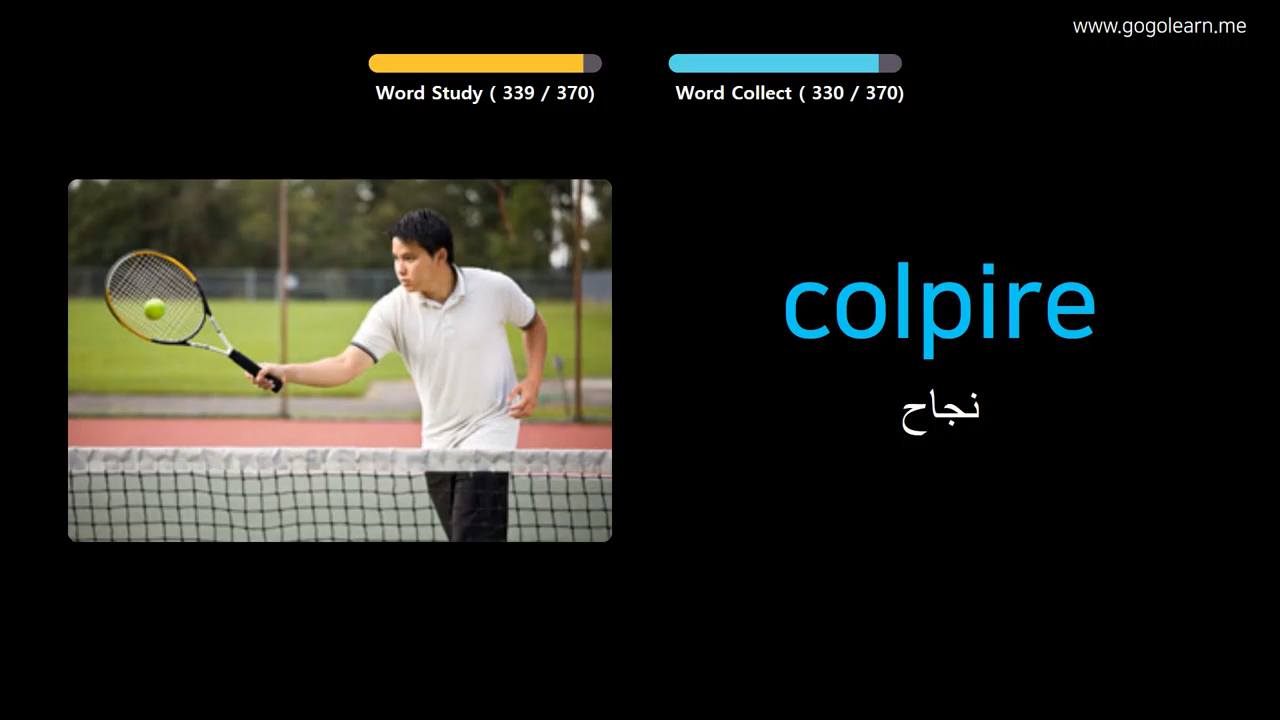 www.gogolearn.me
Word Study ( 339 / 370)
Word Collect ( 330 / 370)
colpire
نجاح